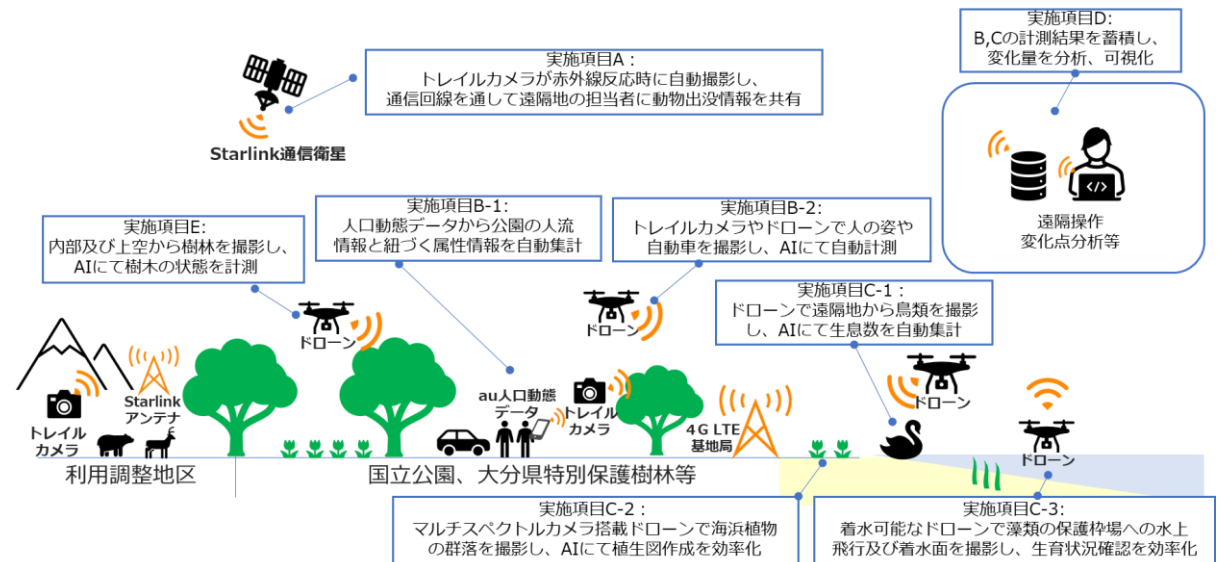 実施項目D：
B,Cの計測結果を蓄積し、
変化量を分析、可視化
実施項目A：
トレイルカメラが赤外線反応時に自動撮影し、
通信回線を通して遠隔地の担当者に動物出没情報を共有
Starlink通信衛星
遠隔操作
変化点分析等
実施項目E：
内部及び上空から樹林を撮影し、
AIにて樹木の状態を計測
実施項目B-1：
人口動態データから公園の人流
情報と紐づく属性情報を自動集計
実施項目B-2：
トレイルカメラやドローンで人の姿や
自動車を撮影し、AIにて自動計測
実施項目C-1：
ドローンで遠隔地から鳥類を撮影
し、AIにて生息数を自動集計
ドローン
ドローン
ドローン
ドローン
Starlink
アンテナ
トレイル
カメラ
au人口動態
データ
トレイル
カメラ
4G LTE
基地局
利用調整地区
国立公園、大分県特別保護樹林等
実施項目C-2：
マルチスペクトルカメラ搭載ドローンで海浜植物
の群落を撮影し、AIにて植生図作成を効率化
実施項目C-3：
着水可能なドローンで藻類の保護枠場への水上
飛行及び着水面を撮影し、生育状況確認を効率化